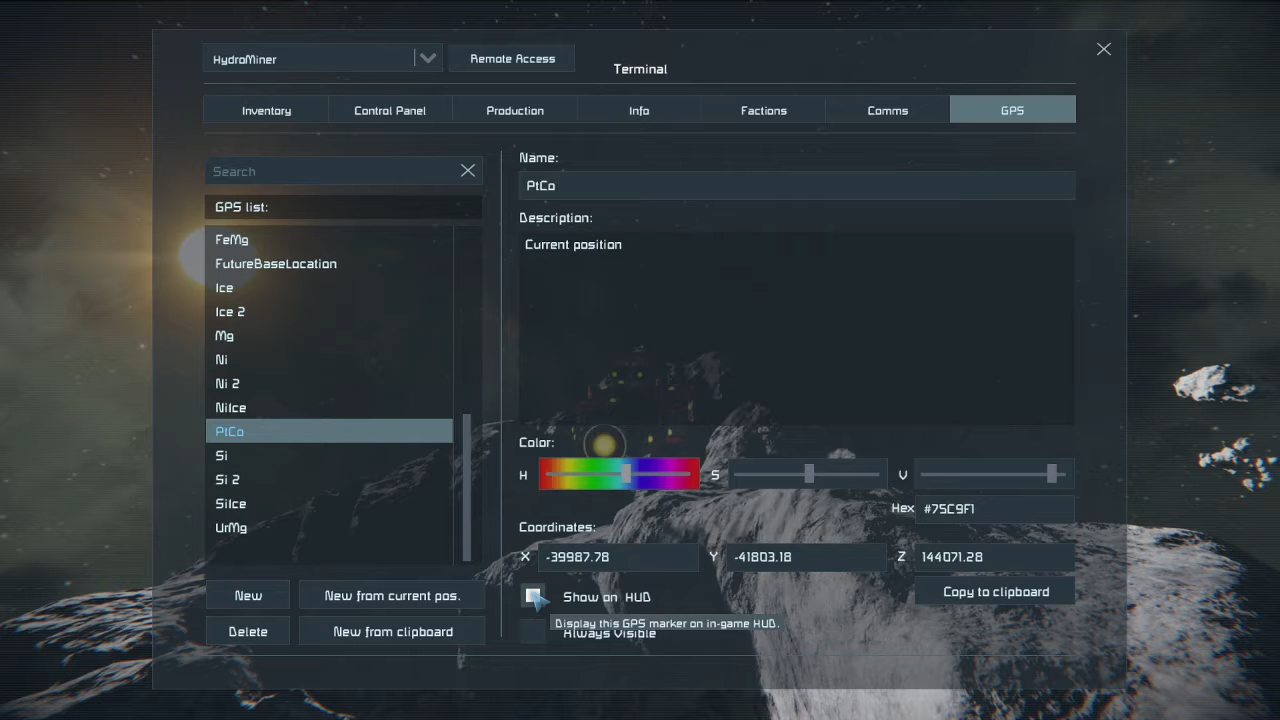 HydroMiner
Remote Access
Terminal
Inventory
Control Panel
Production
Info
Factions
Comms
GPS
Search
GPS list:
FeMg
FutureBaseLocation
Ice
Ice 2
Mg
Ni
Ni 2
NiIce
PtCo
Si
Si 2
SiIce
UrMg
New
New from current pos.
Delete
New from clipboard
Name:
PtCo
Description:
Current position
Color:
H
S
V
Hex #75C9F1
Coordinates:
X -39987.78
Y -41803.18
Z 144071.28
Copy to clipboard
Show on HUD
Display this GPS marker on in-game HUD.
Always Visible